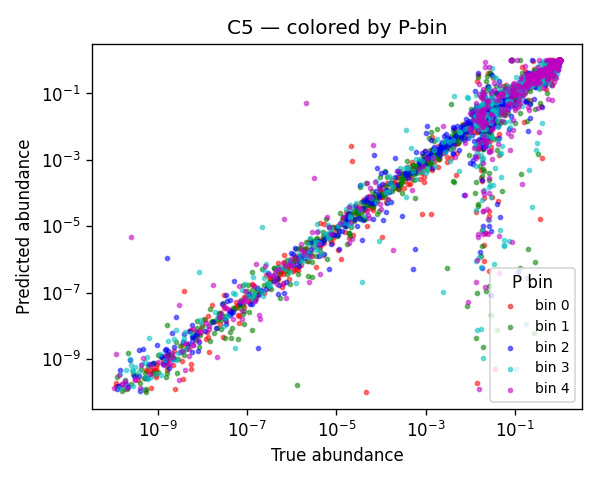 C5 — colored by P-bin
Predicted abundance
10⁻¹
10⁻³
10⁻⁵
10⁻⁷
10⁻⁹
P bin
bin 0
bin 1
bin 2
bin 3
bin 4
10⁻⁹ 10⁻⁷ 10⁻⁵ 10⁻³ 10⁻¹
True abundance